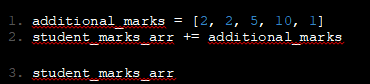 1. additional_marks = [2, 2, 5, 10, 1]
2. student_marks_arr += additional_marks
3. student_marks_arr